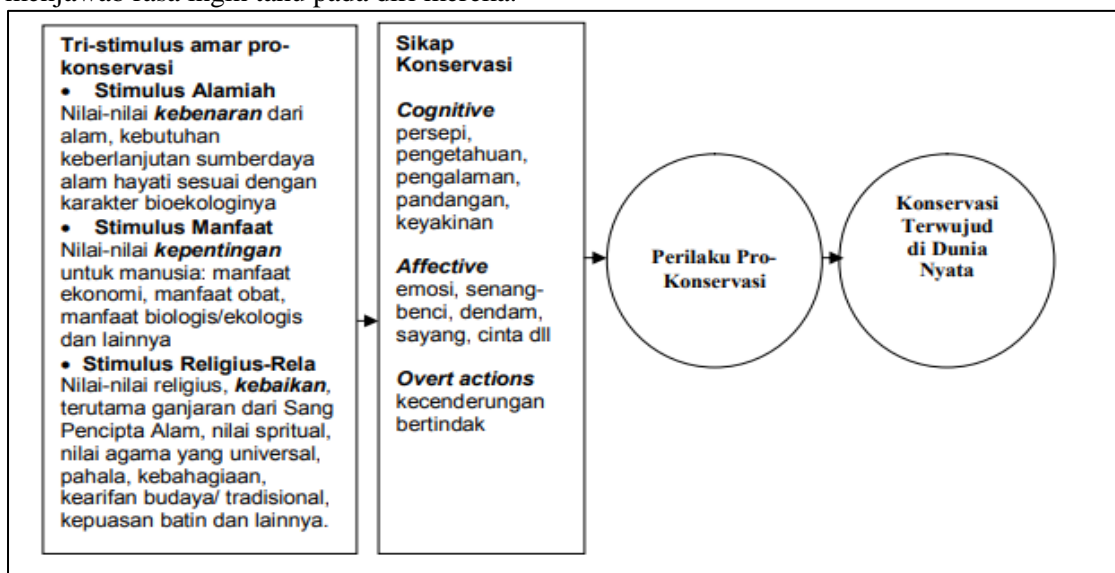 menjawab rasa ingin tahu pada diri mereka.
Tri-stimulus amar pro-
konservasi
• Stimulus Alamiah
Nilai-nilai kebenaran dari
alam, kebutuhan
keberlanjutan sumberdaya
alam hayati sesuai dengan
karakter bioekologinya
• Stimulus Manfaat
Nilai-nilai kepentingan
untuk manusia: manfaat
ekonomi, manfaat obat,
manfaat biologis/ekologis
dan lainnya
• Stimulus Religius-Rela
Nilai-nilai religius, kebaikan,
terutama ganjaran dari Sang
Pencipta Alam, nilai spritual,
nilai agama yang universal,
pahala, kebahagiaan,
kearifan budaya/ tradisional,
kepuasan batin dan lainnya.
Sikap
Konservasi
Cognitive
persepi,
pengetahuan,
pengalaman,
pandangan,
keyakinan
Affective
emosi, senang-
benci, dendam,
sayang, cinta dll
Overt actions
kecenderungan
bertindak
Perilaku Pro-
Konservasi
Konservasi
Terwujud
di Dunia
Nyata